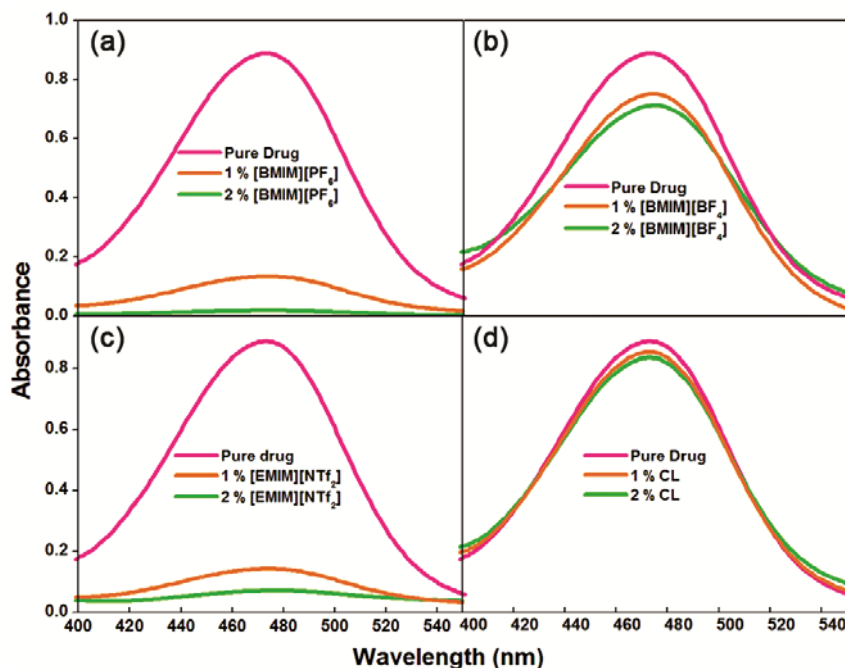 (a)
Pure Drug
1 % [BMIM][PF₆]
2 % [BMIM][PF₆]
(b)
Pure Drug
1 % [BMIM][BF₄]
2 % [BMIM][BF₄]
(c)
Pure drug
1 % [EMIM][NTf₂]
2 % [EMIM][NTf₂]
(d)
Pure Drug
1 % CL
2 % CL
1.0
0.8
0.6
0.4
0.2
0.0
0.8
0.6
0.4
0.2
0.0
Absorbance
400 420 440 460 480 500 520 540 400 420 440 460 480 500 520 540
Wavelength (nm)